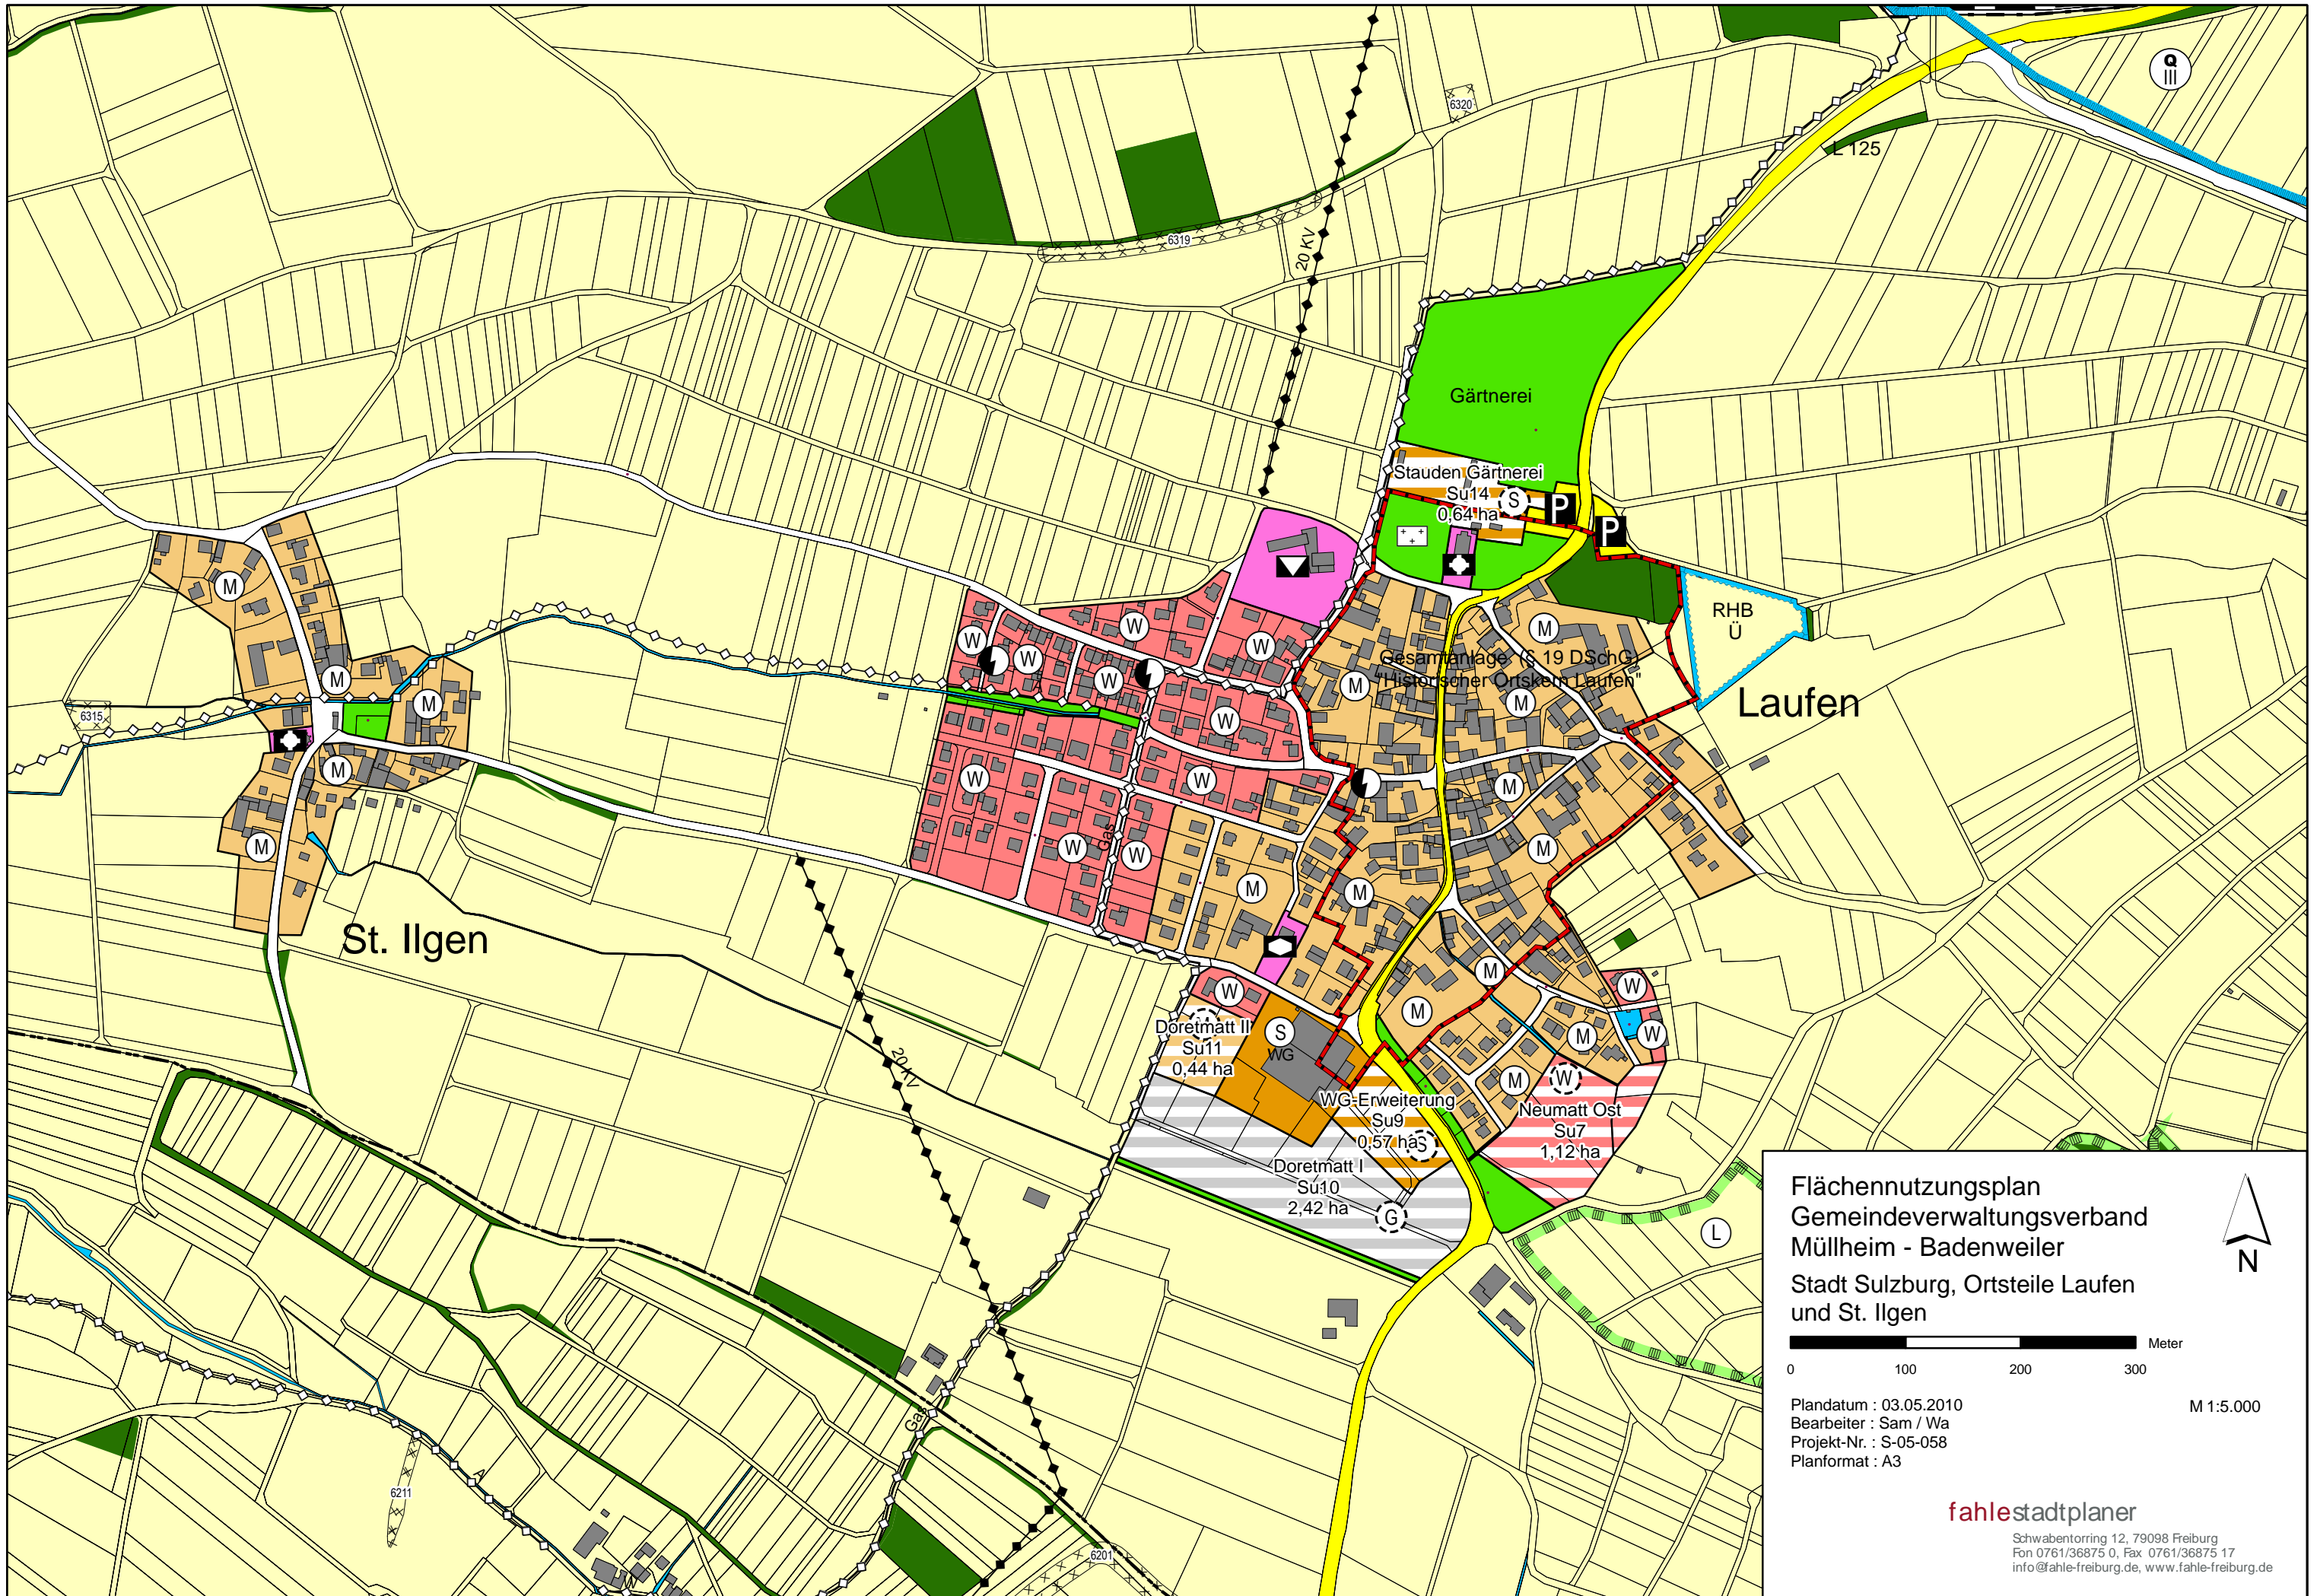 Q
III
6320
L 125
6319
20 KV
Gärtnerei
Stauden Gärtnerei
Su14
S
0,64 ha
P
P
M
RHB
Ü
W
W
W
W
W
M
Gesamtanlage (§ 19 DSchG)
"Historischer Ortskern Laufen"
M
M
M
M
M
6315
W
Laufen
M
W
W
M
M
W
Gas
W
M
M
M
M
St. Ilgen
M
W
W
M
Doretmatt II
Su11
0,44 ha
S
WG
M
W
20 KV
M
W
WG-Erweiterung
Su9
0,57 ha
S
Neumatt Ost
Su7
1,12 ha
Doretmatt I
Su10
2,42 ha
G
L
Gas
A
6211
6201
Flächennutzungsplan
Gemeindeverwaltungsverband
Müllheim - Badenweiler
Stadt Sulzburg, Ortsteile Laufen
und St. Ilgen
N
Meter
0 100 200 300
Plandatum : 03.05.2010
M 1:5.000
Bearbeiter : Sam / Wa
Projekt-Nr. : S-05-058
Planformat : A3
fahlestadtplaner
Schwabentorring 12, 79098 Freiburg
Fon 0761/36875 0, Fax 0761/36875 17
info@fahle-freiburg.de, www.fahle-freiburg.de